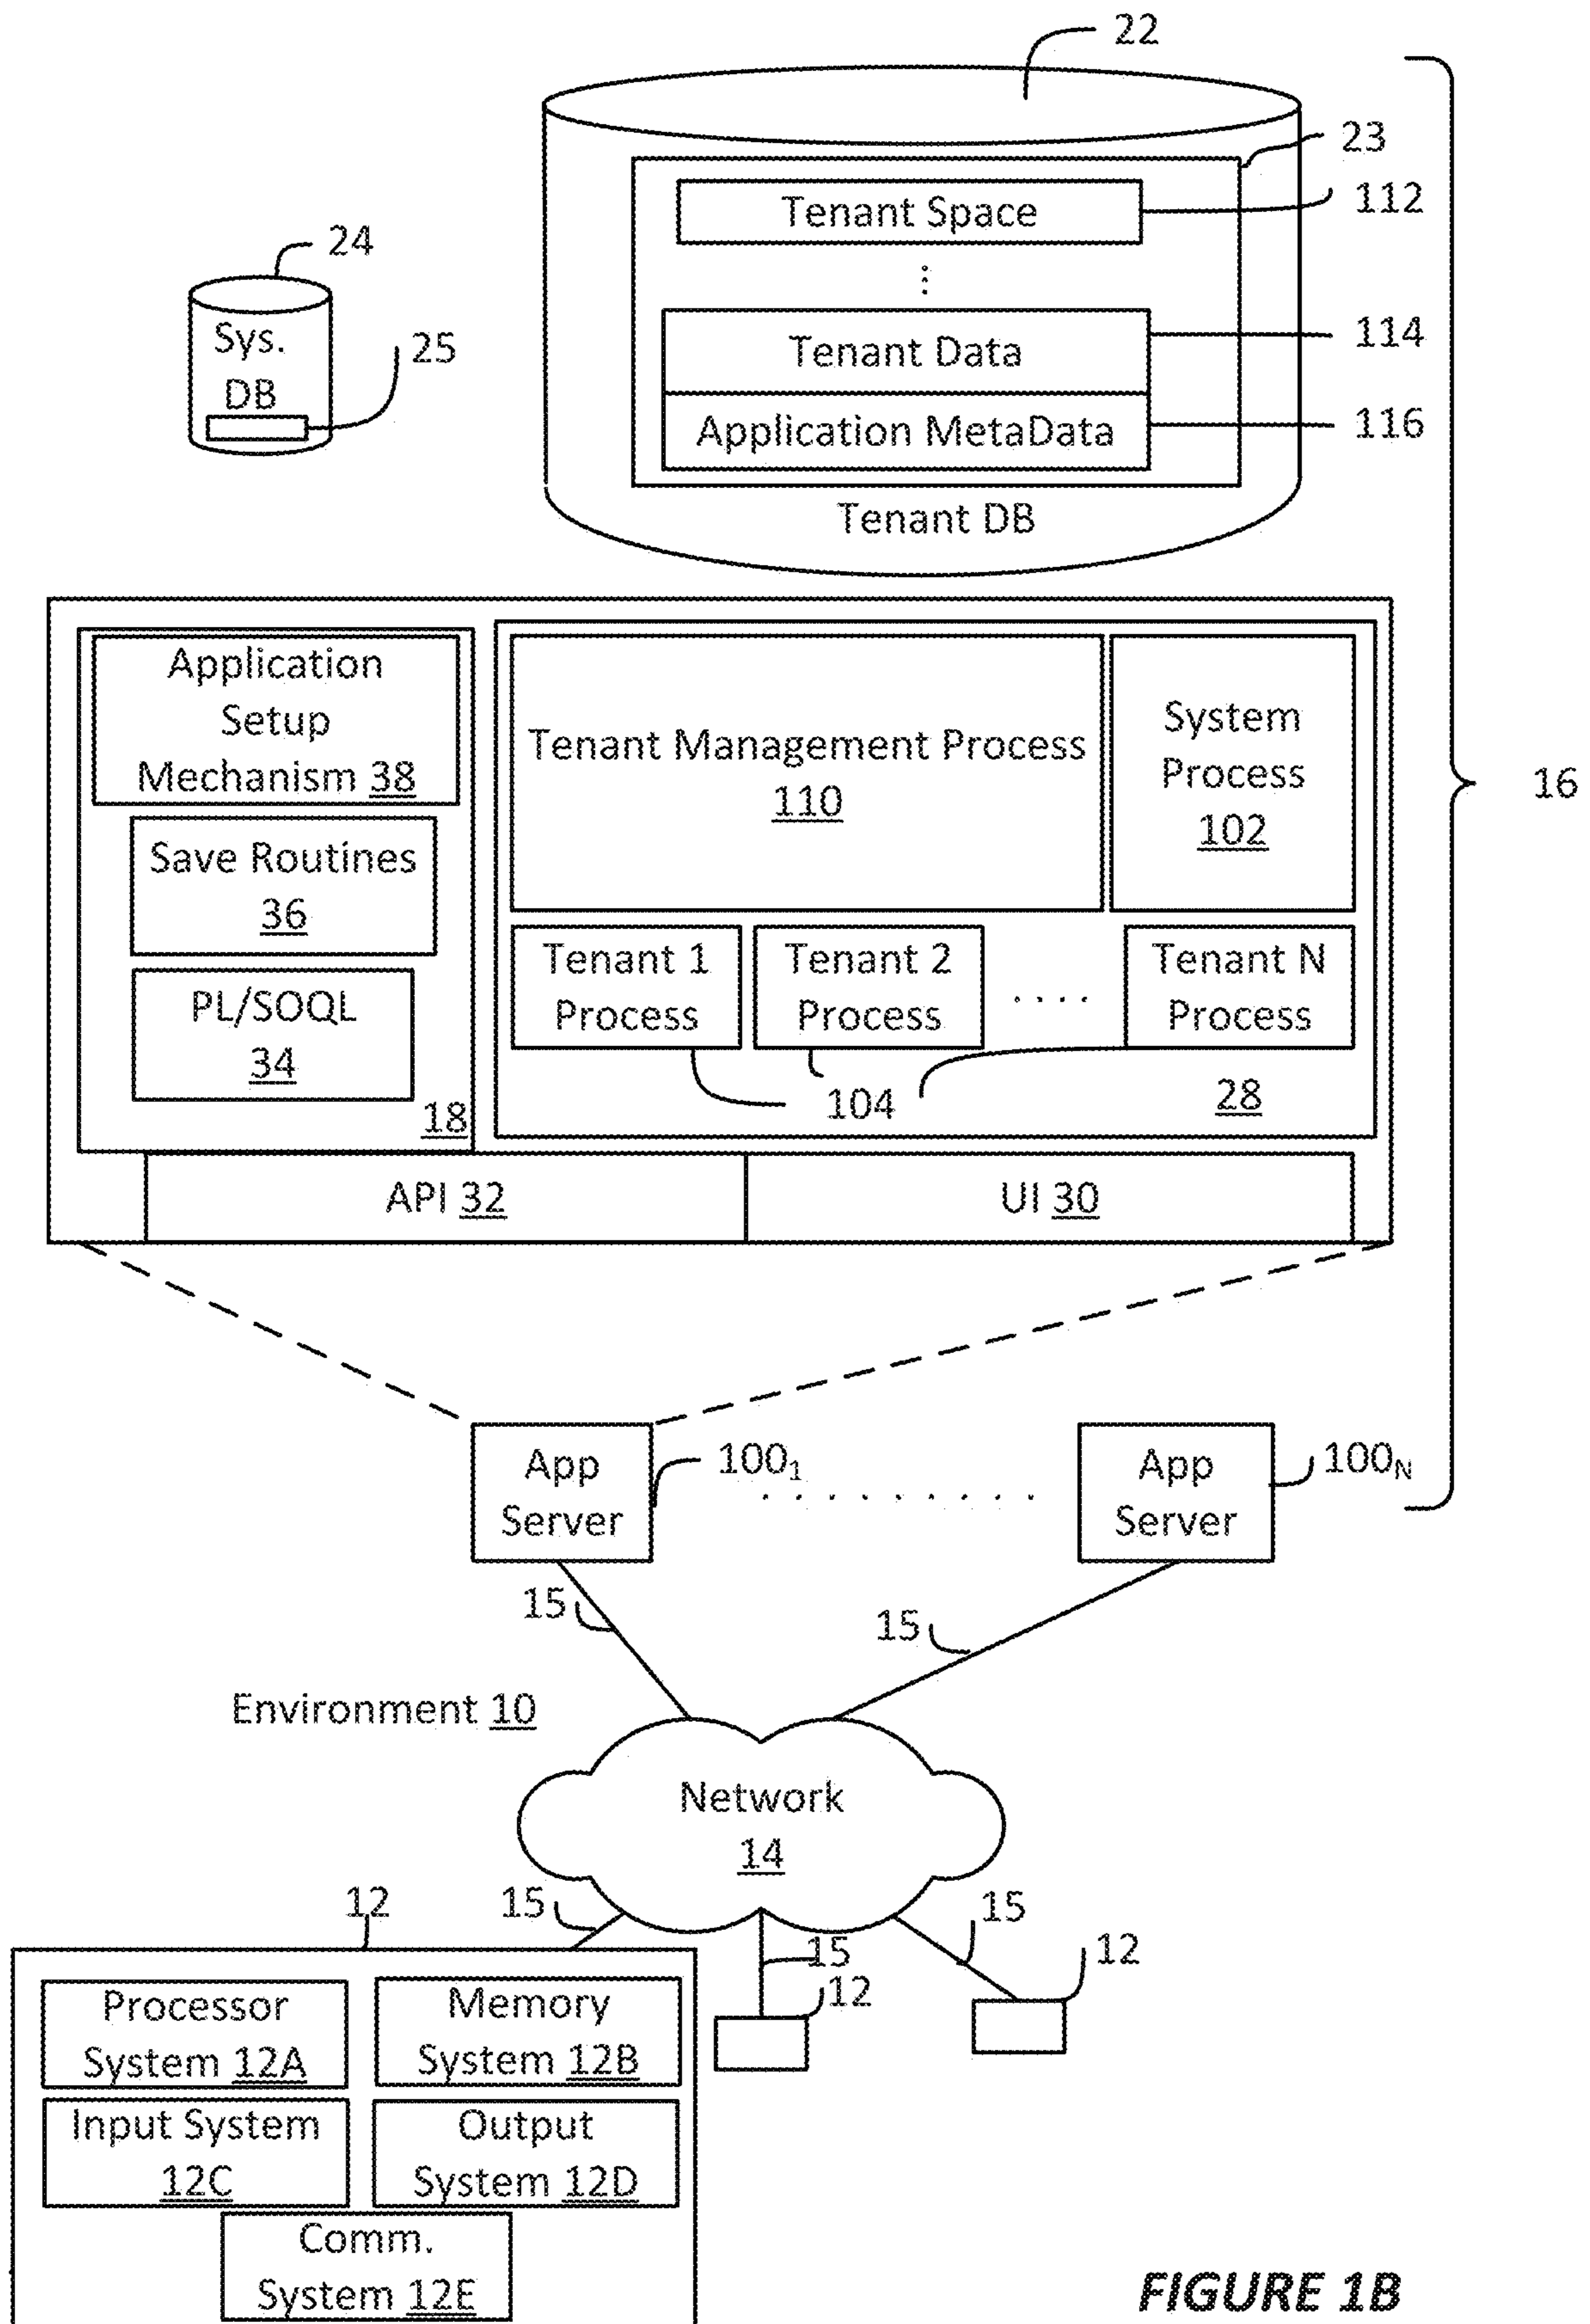 22
23
Tenant Space
112
24
Sys.
DB
25
Tenant Data
114
Application MetaData
116
Tenant DB
Application
Setup
Mechanism 38
Tenant Management Process
110
System
Process
102
16
Save Routines
36
Tenant 1
Process
Tenant 2
Process
. . . .
Tenant N
Process
PL/SOQL
34
104
28
18
API 32
UI 30
App
Server
100₁
. . . . . . . . .
App
Server
100N
15
15
Environment 10
Network
14
12
15
15
15
12
12
Processor
System 12A
Memory
System 12B
Input System
12C
Output
System 12D
Comm.
System 12E
FIGURE 1B